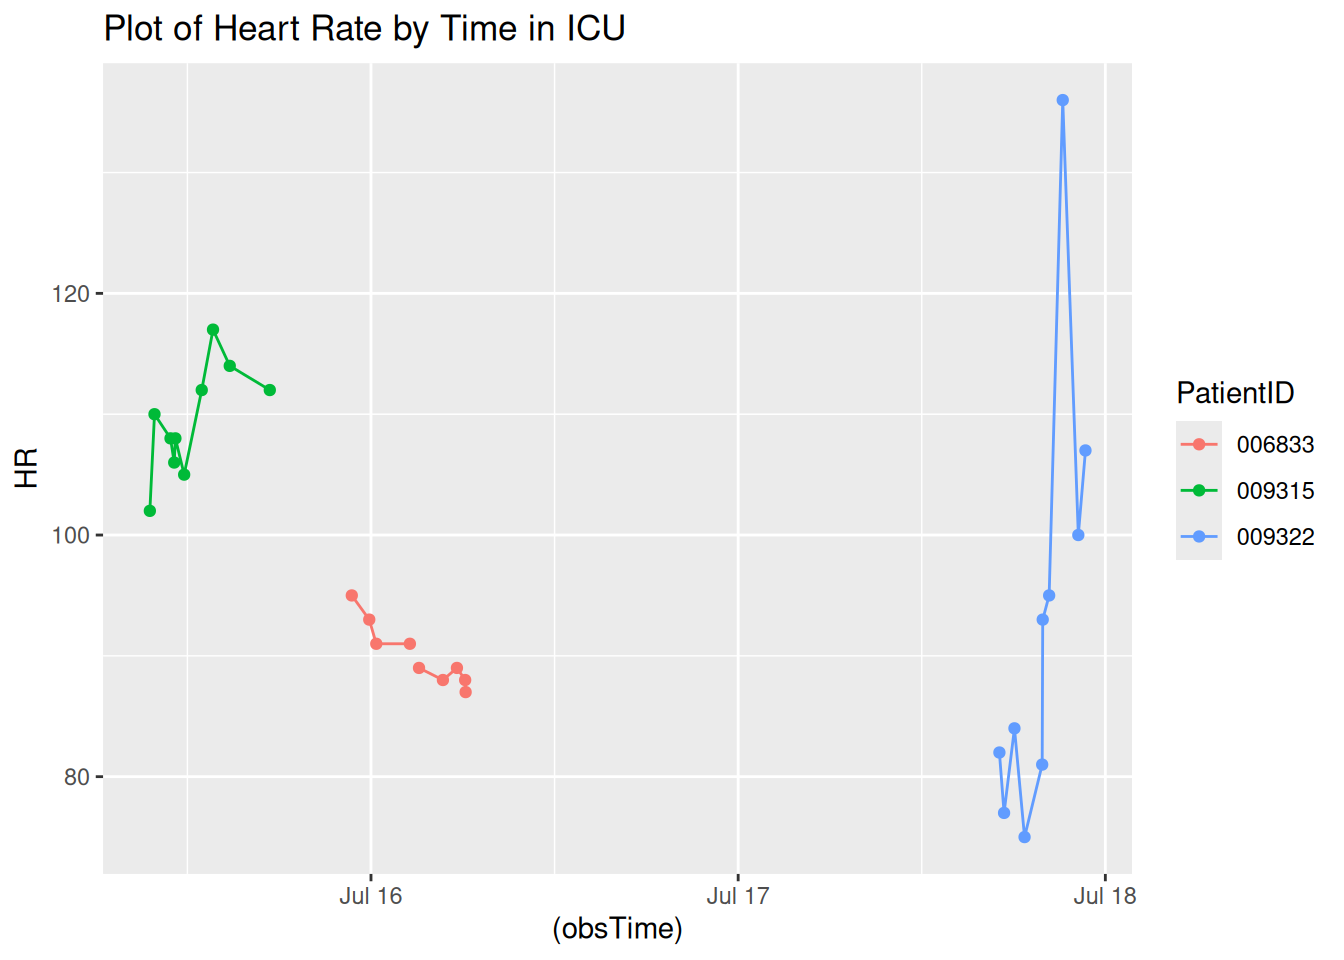 Plot of Heart Rate by Time in ICU
HR
120
100
80
Jul 16
Jul 17
Jul 18
(obsTime)
PatientID
006833
009315
009322